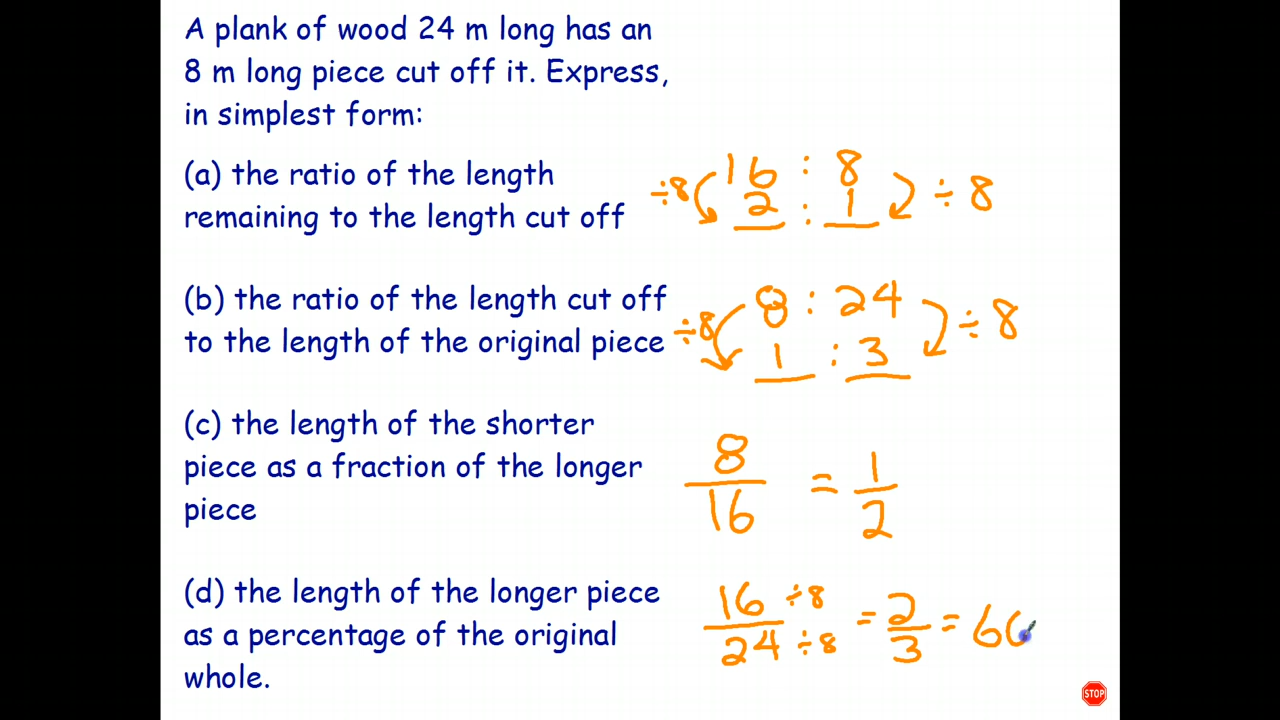 A plank of wood 24 m long has an
8 m long piece cut off it. Express,
in simplest form:
(a) the ratio of the length
remaining to the length cut off
÷8 16 : 8 ÷ 8
2 : 1
(b) the ratio of the length cut off
to the length of the original piece
÷8 8 : 24 ÷ 8
1 : 3
(c) the length of the shorter
piece as a fraction of the longer
piece
8/16 = 1/2
(d) the length of the longer piece
as a percentage of the original
whole.
16 ÷8 / 24 ÷8 = 2/3 = 66
STOP